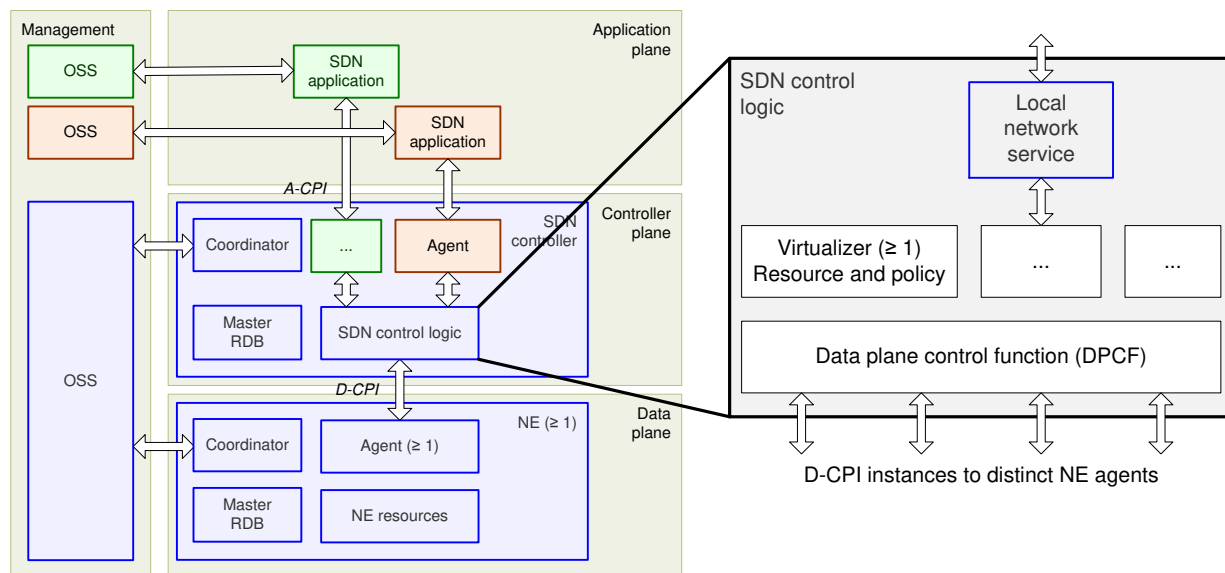 Management
OSS
OSS
OSS
Application
plane
SDN
application
SDN
application
A-CPI
Controller
plane
SDN
controller
Coordinator
...
Agent
Master
RDB
SDN control logic
D-CPI
Data
plane
NE (≥ 1)
Coordinator
Agent (≥ 1)
Master
RDB
NE resources
SDN control
logic
Local
network
service
Virtualizer (≥ 1)
Resource and policy
...
...
Data plane control function (DPCF)
D-CPI instances to distinct NE agents